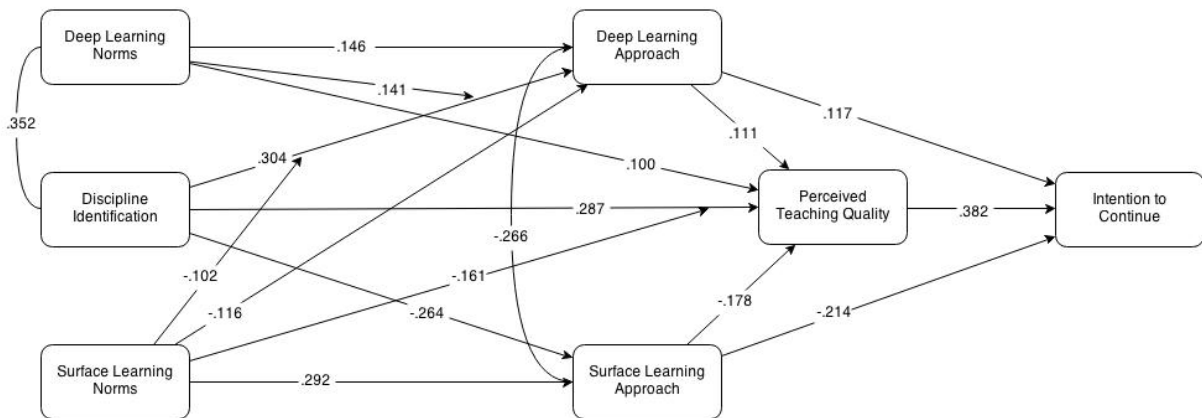 Deep Learning
Norms
.146
Deep Learning
Approach
.141
.352
.117
.111
.304
.100
Discipline
Identification
.287
Perceived
Teaching Quality
.382
Intention to
Continue
-.266
-.102
-.161
-.116
-.264
-.178
-.214
Surface Learning
Norms
.292
Surface Learning
Approach